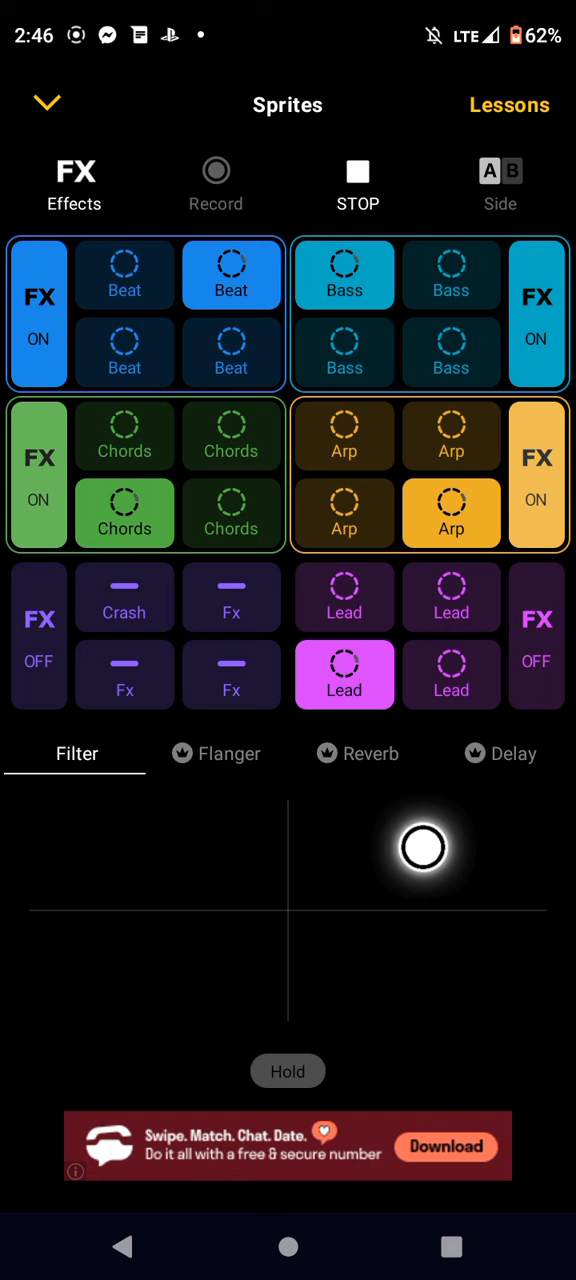 2:46 LTE 62%
Sprites Lessons
FX
Effects Record STOP A B Side
FX ON Beat Beat Bass Bass FX ON
Beat Beat Bass Bass
FX ON Chords Chords Arp Arp FX ON
Chords Chords Arp Arp
FX OFF Crash Fx Lead Lead FX OFF
Fx Fx Lead Lead
Filter Flanger Reverb Delay
Hold
Swipe. Match. Chat. Date.
Do it all with a free & secure number
Download